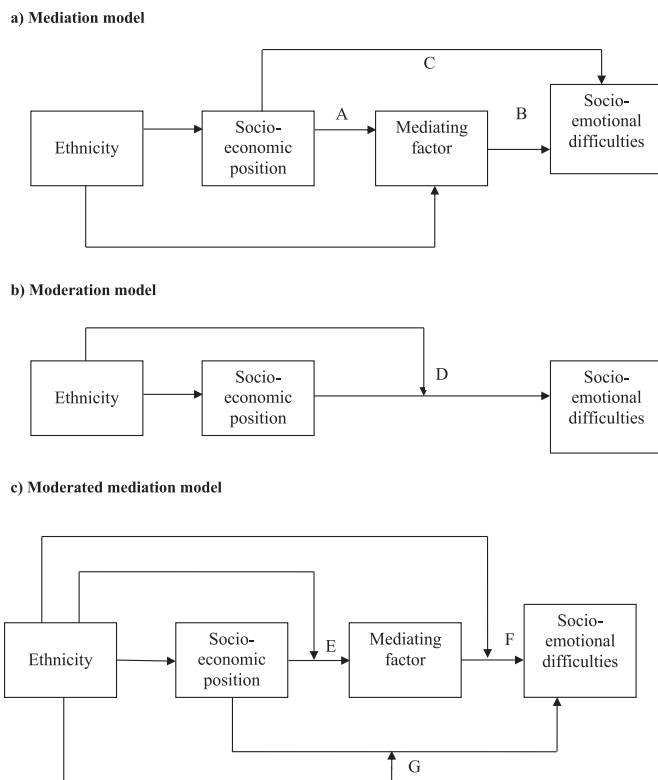 a) Mediation model
C
Ethnicity
Socio-
economic
position
A
Mediating
factor
B
Socio-
emotional
difficulties
b) Moderation model
Ethnicity
Socio-
economic
position
D
Socio-
emotional
difficulties
c) Moderated mediation model
Ethnicity
Socio-
economic
position
E
Mediating
factor
F
Socio-
emotional
difficulties
G